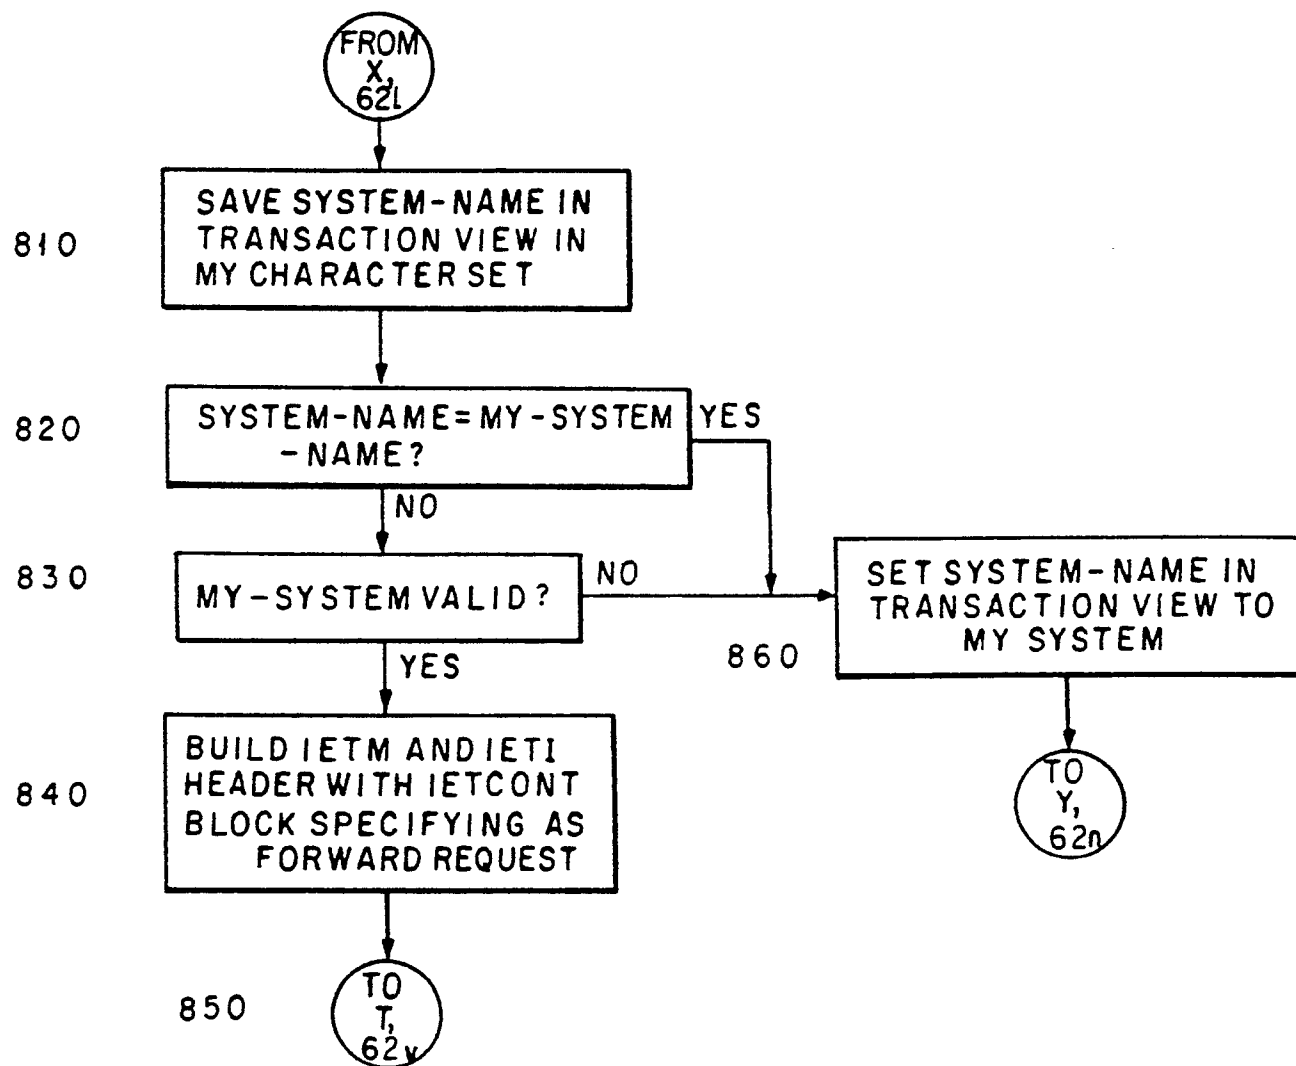 FROM
X,
62l
810
SAVE SYSTEM-NAME IN
TRANSACTION VIEW IN
MY CHARACTER SET
820
SYSTEM-NAME=MY-SYSTEM
-NAME?
YES
NO
830
MY-SYSTEM VALID?
NO
860
SET SYSTEM-NAME IN
TRANSACTION VIEW TO
MY SYSTEM
YES
840
BUILD IETM AND IETI
HEADER WITH IETCONT
BLOCK SPECIFYING AS
FORWARD REQUEST
TO
Y,
62n
850
TO
T,
62v